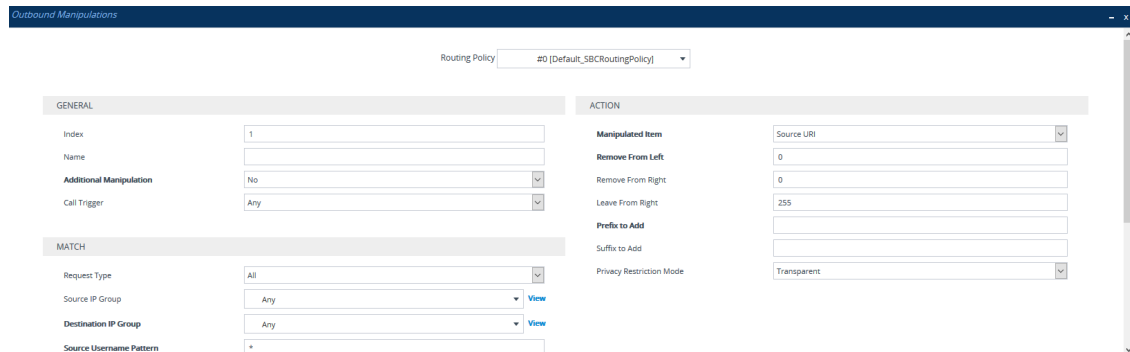 Outbound Manipulations
– x
Routing Policy #0 [Default_SBCRoutingPolicy]
GENERAL
Index 1
Name
Additional Manipulation No
Call Trigger Any
MATCH
Request Type All
Source IP Group Any View
Destination IP Group Any View
Source Username Pattern *
ACTION
Manipulated Item Source URI
Remove From Left 0
Remove From Right 0
Leave From Right 255
Prefix to Add
Suffix to Add
Privacy Restriction Mode Transparent